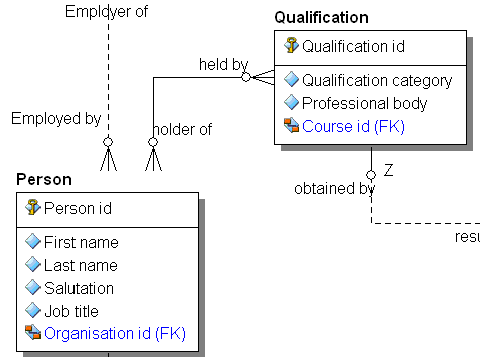 Employer of
Qualification
Qualification id
held by
Qualification category
Professional body
Course id (FK)
Employed by
holder of
Z
obtained by
Person
Person id
First name
Last name
Salutation
Job title
Organisation id (FK)